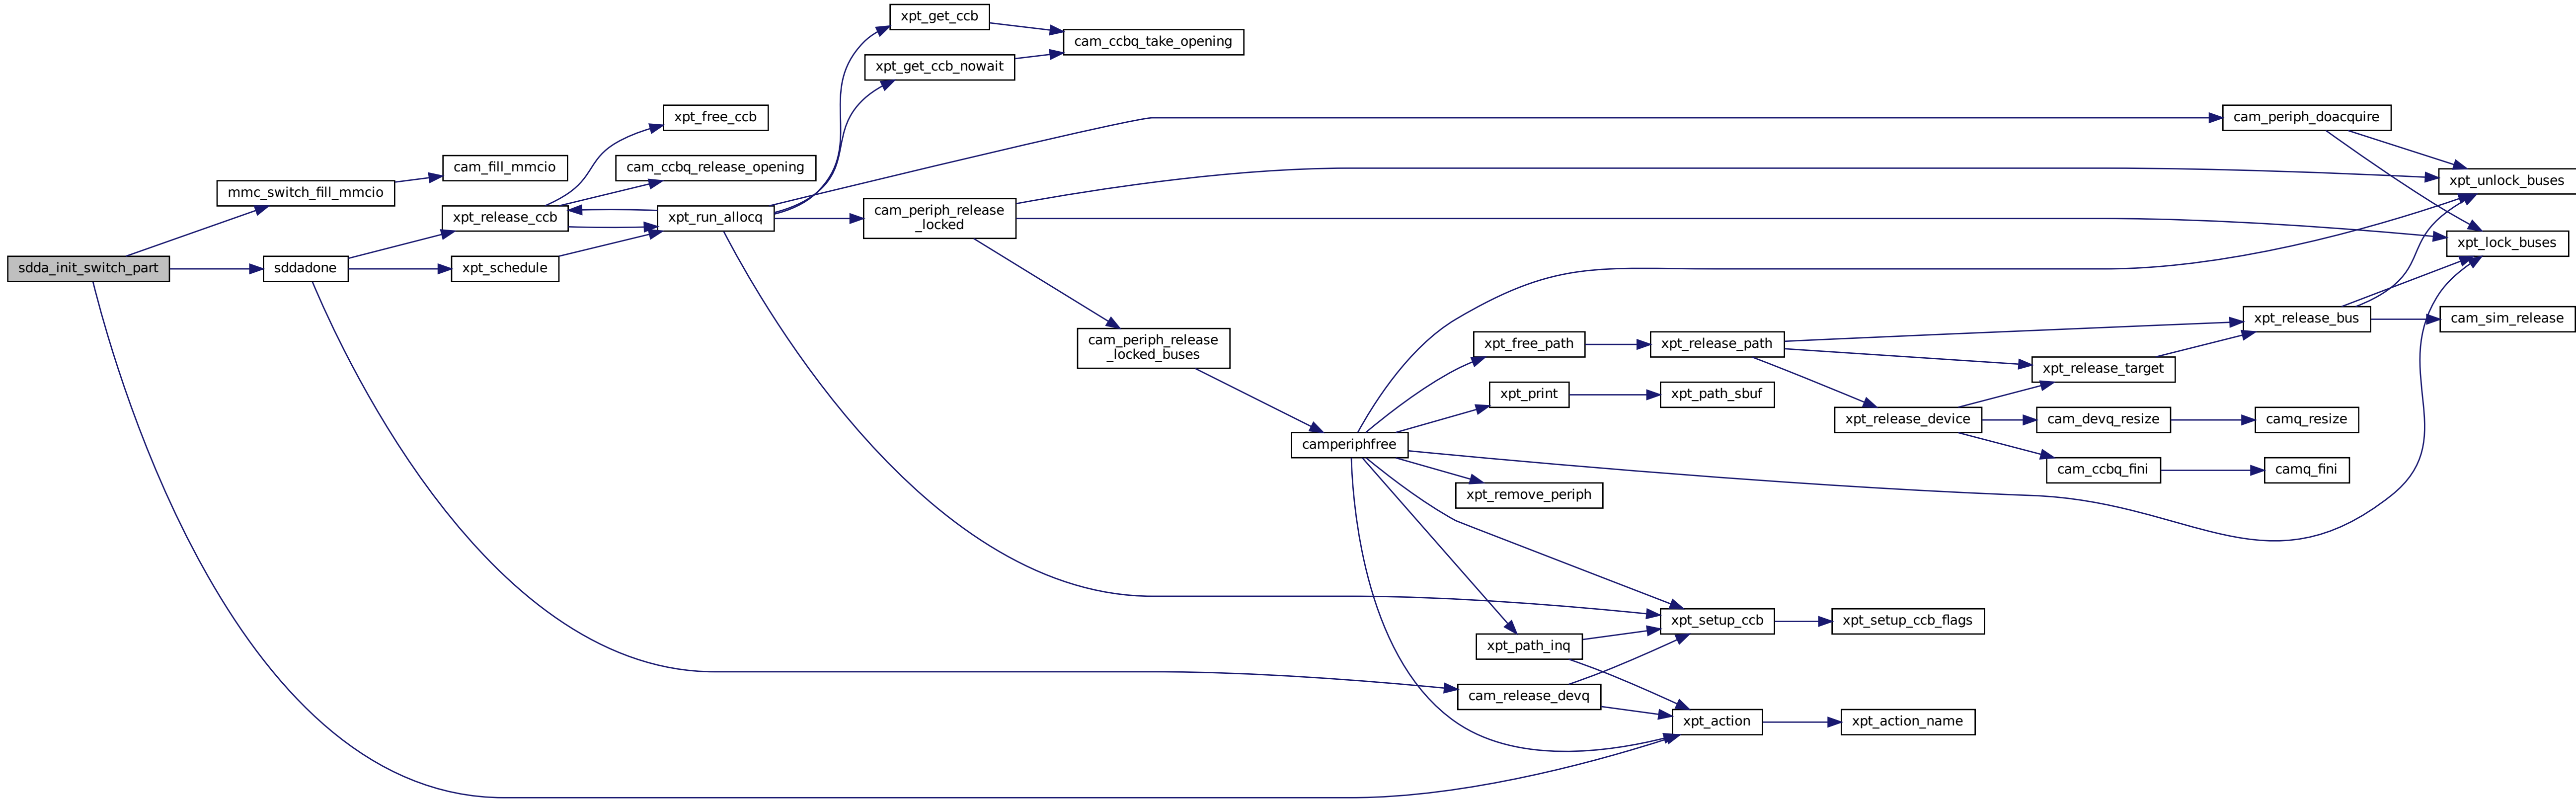 xpt_get_ccb
cam_ccbq_take_opening
xpt_get_ccb_nowait
xpt_free_ccb
cam_periph_doacquire
cam_fill_mmcio
cam_ccbq_release_opening
mmc_switch_fill_mmcio
xpt_unlock_buses
xpt_release_ccb
xpt_run_allocq
cam_periph_release
_locked
xpt_lock_buses
sdda_init_switch_part
sddadone
xpt_schedule
xpt_release_bus
cam_sim_release
cam_periph_release
_locked_buses
xpt_free_path
xpt_release_path
xpt_release_target
xpt_print
xpt_path_sbuf
xpt_release_device
cam_devq_resize
camq_resize
camperiphfree
cam_ccbq_fini
camq_fini
xpt_remove_periph
xpt_setup_ccb
xpt_setup_ccb_flags
xpt_path_inq
cam_release_devq
xpt_action
xpt_action_name